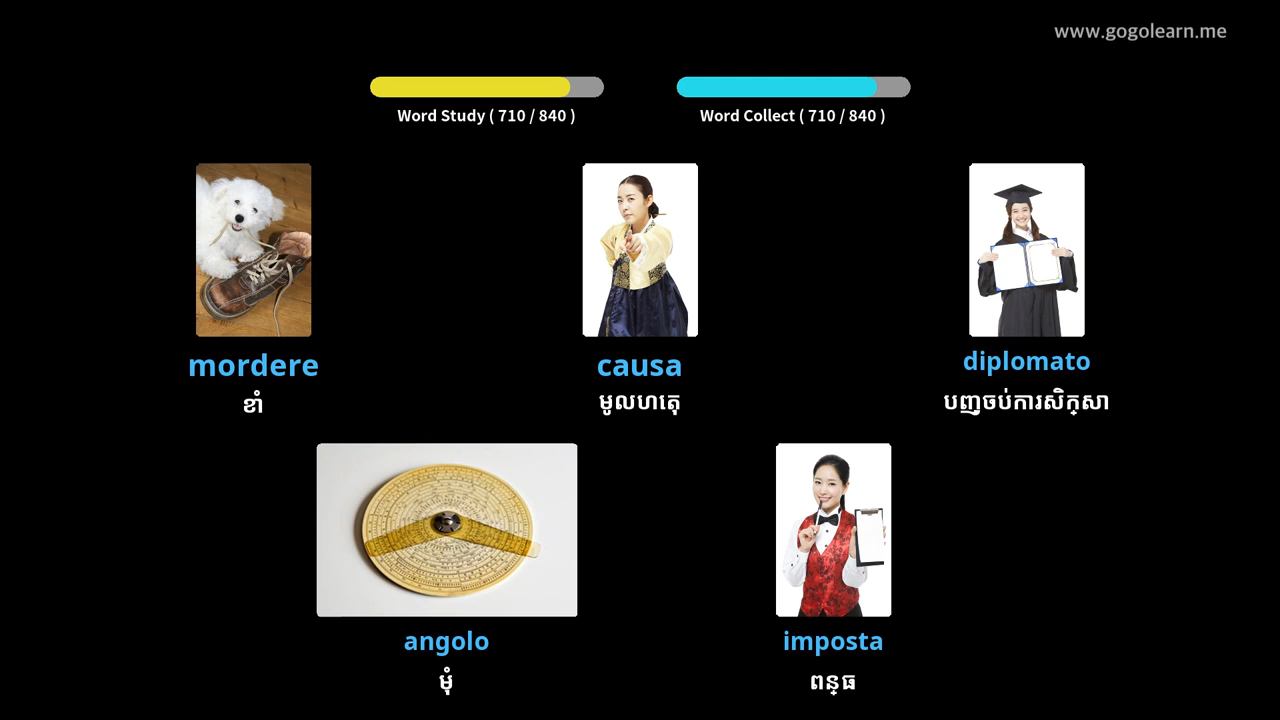 www.gogolearn.me
Word Study ( 710 / 840 )
Word Collect ( 710 / 840 )
mordere
ខាំ
causa
មូលហេតុ
diplomato
បញ្ចប់ការសិក្សា
angolo
មុំ
imposta
ពន្ធ